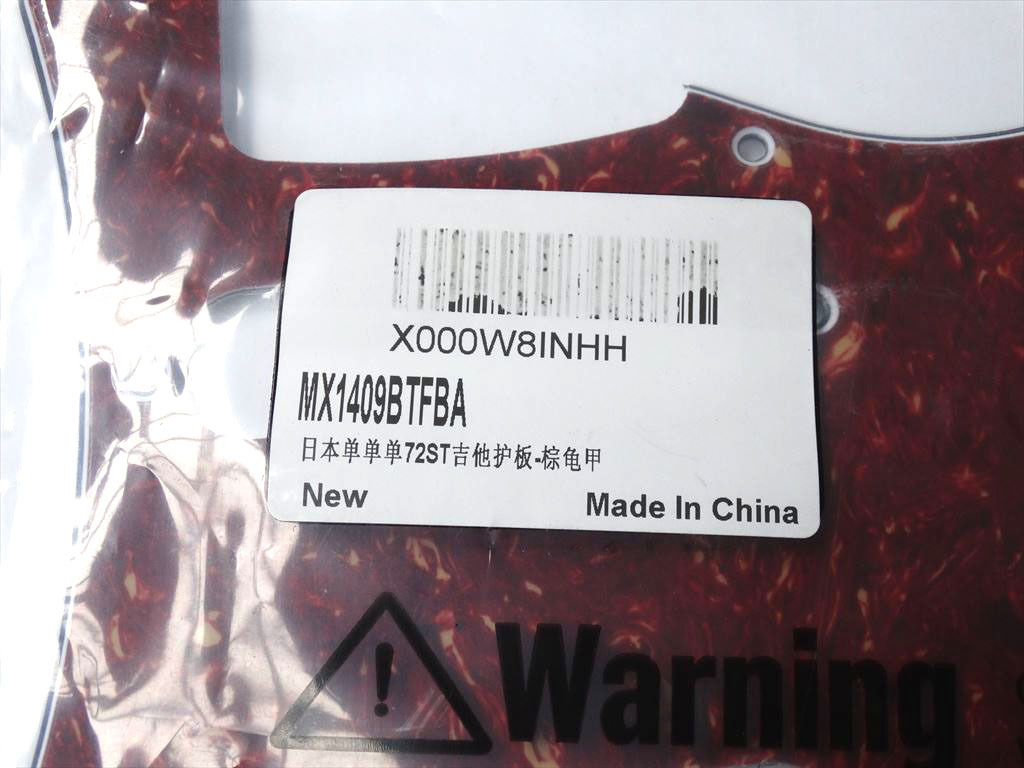 X000W8INHH
MX1409BTFBA
日本单单单72ST吉他护板-棕龟甲
New
Made In China
Warning